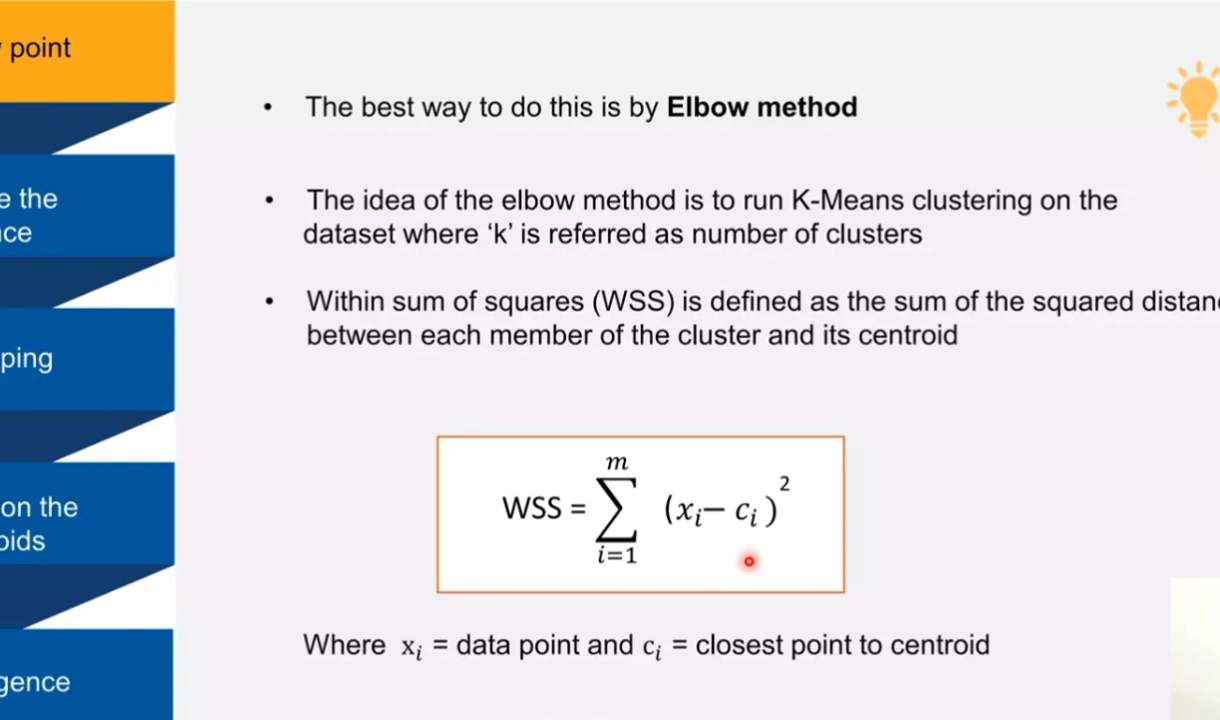 point
e the
ce
ping
on the
oids
gence
• The best way to do this is by Elbow method
• The idea of the elbow method is to run K-Means clustering on the
dataset where ‘k’ is referred as number of clusters
• Within sum of squares (WSS) is defined as the sum of the squared distanc
between each member of the cluster and its centroid
m
WSS = ∑ (xᵢ− cᵢ)²
i=1
Where xᵢ = data point and cᵢ = closest point to centroid